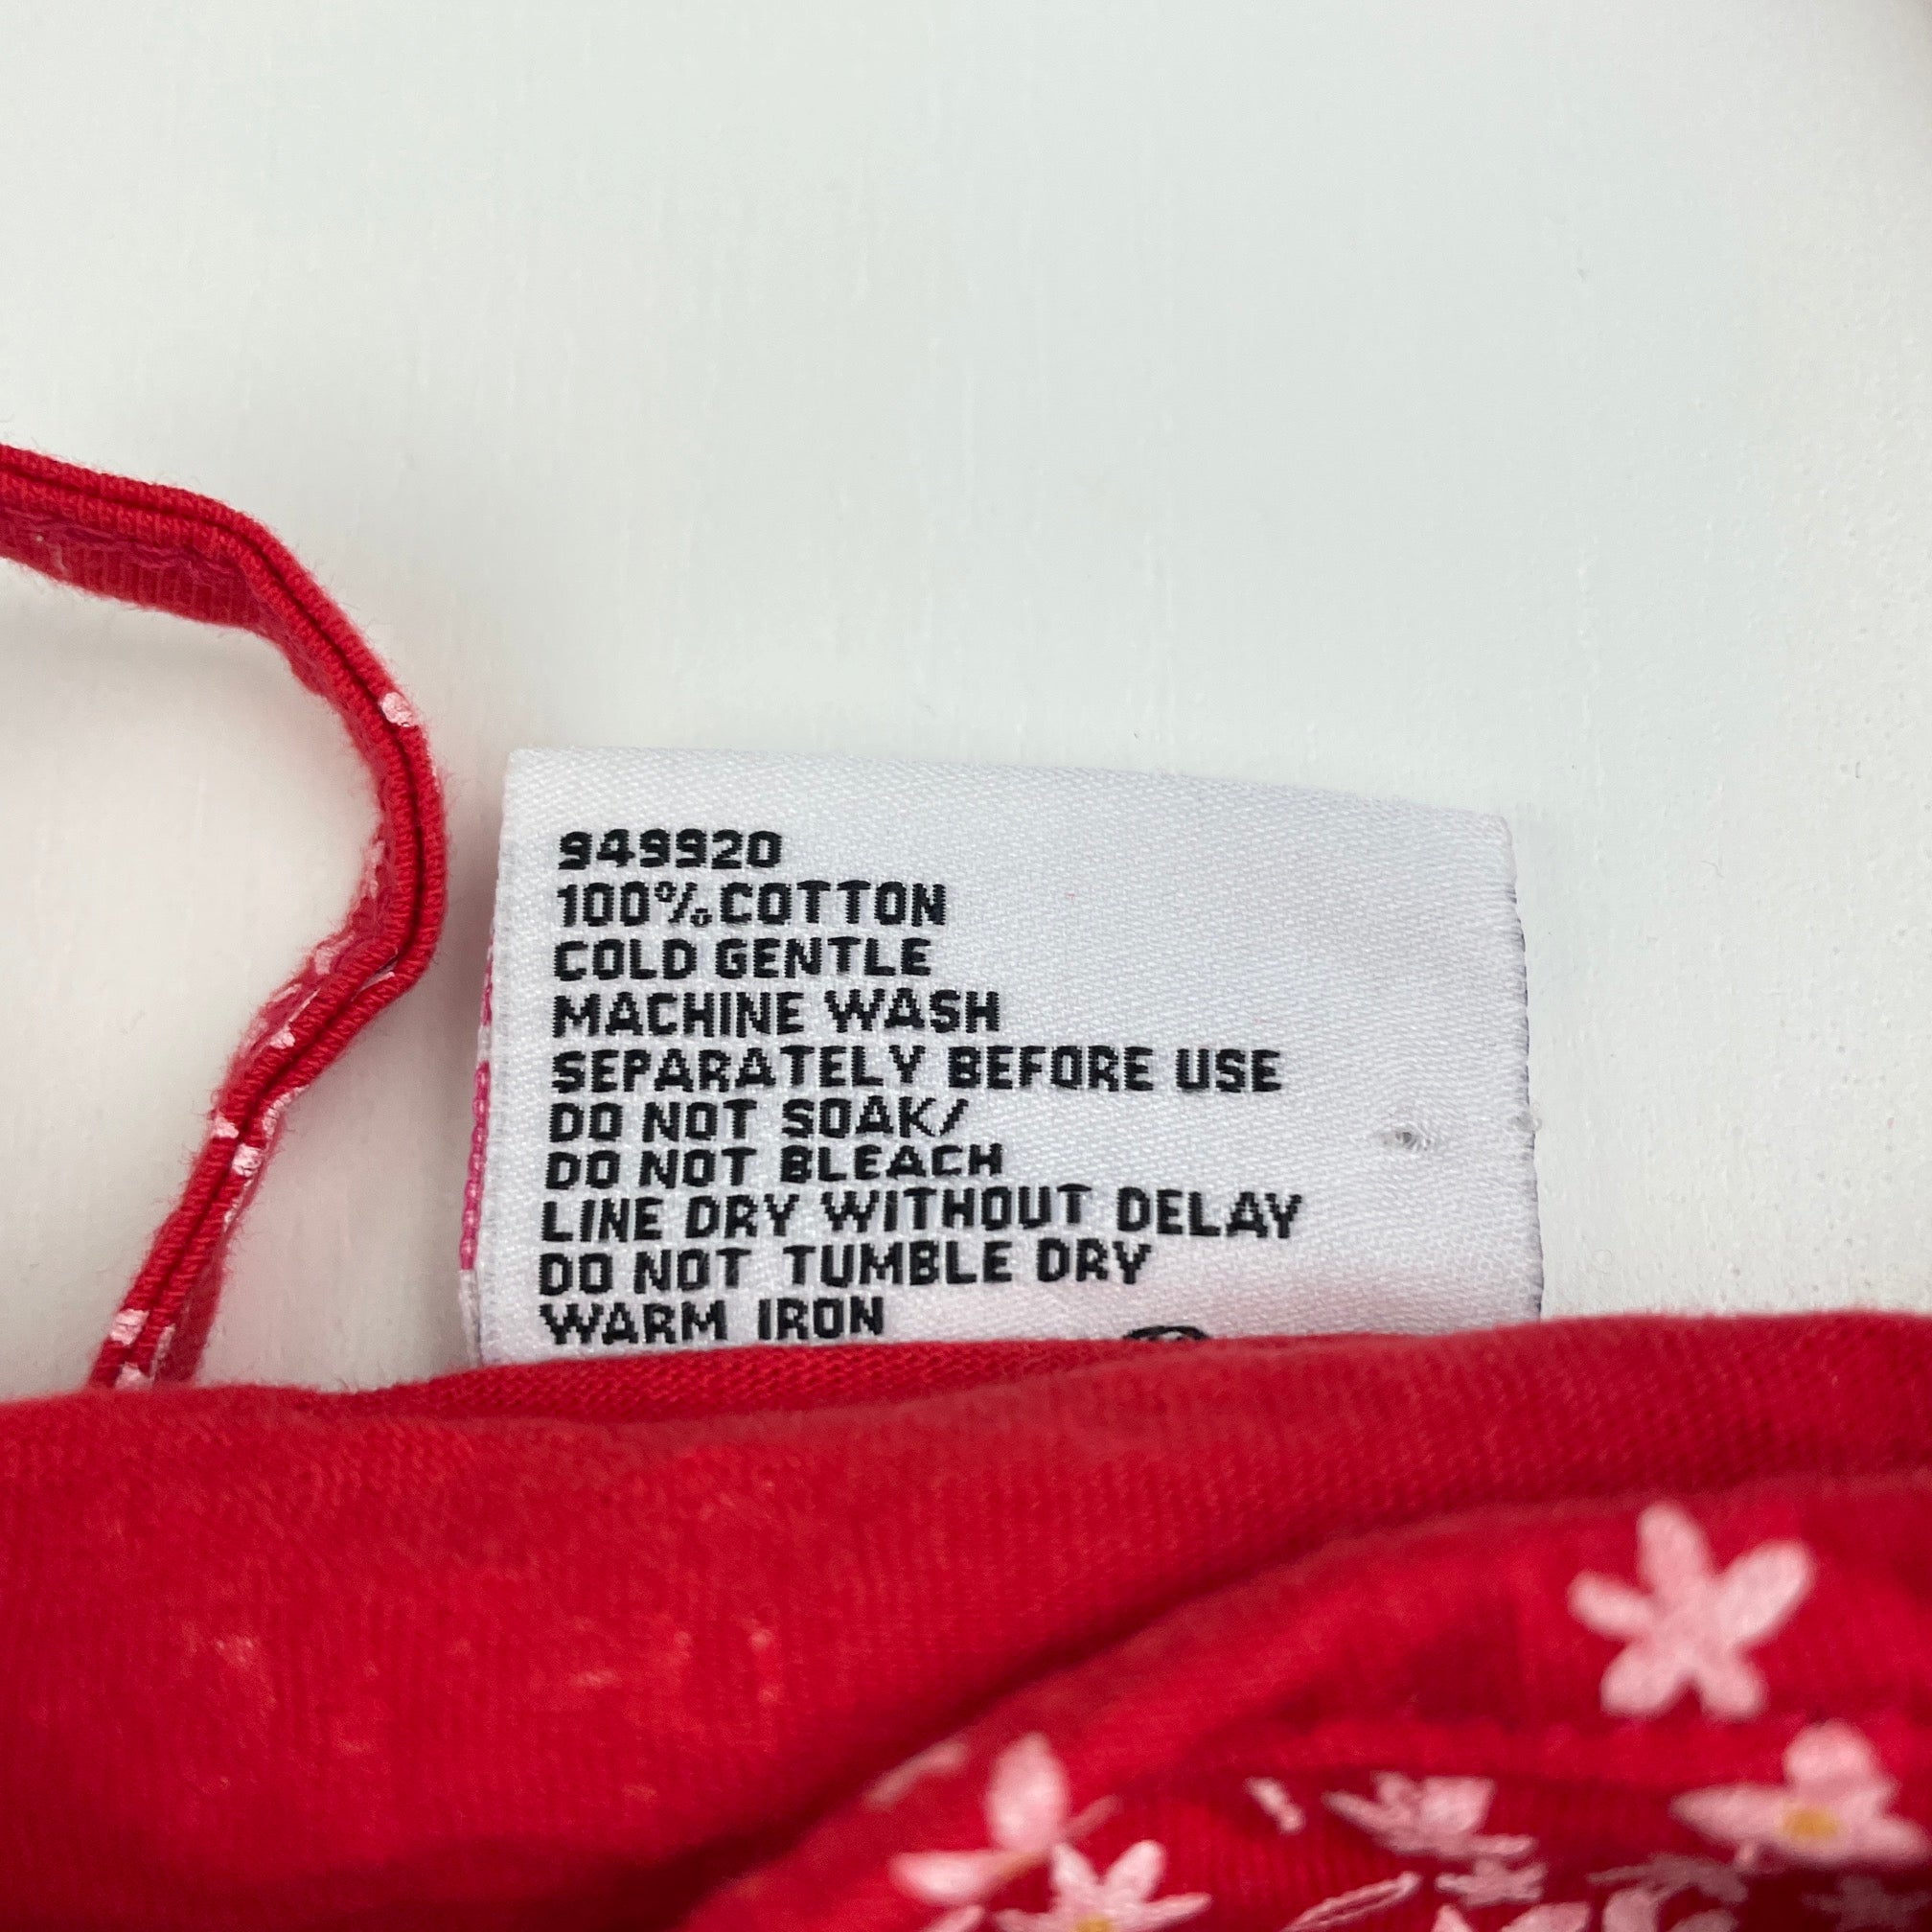 949920
100% COTTON
COLD GENTLE
MACHINE WASH
SEPARATELY BEFORE USE
DO NOT SOAK/
DO NOT BLEACH
LINE DRY WITHOUT DELAY
DO NOT TUMBLE DRY
WARM IRON